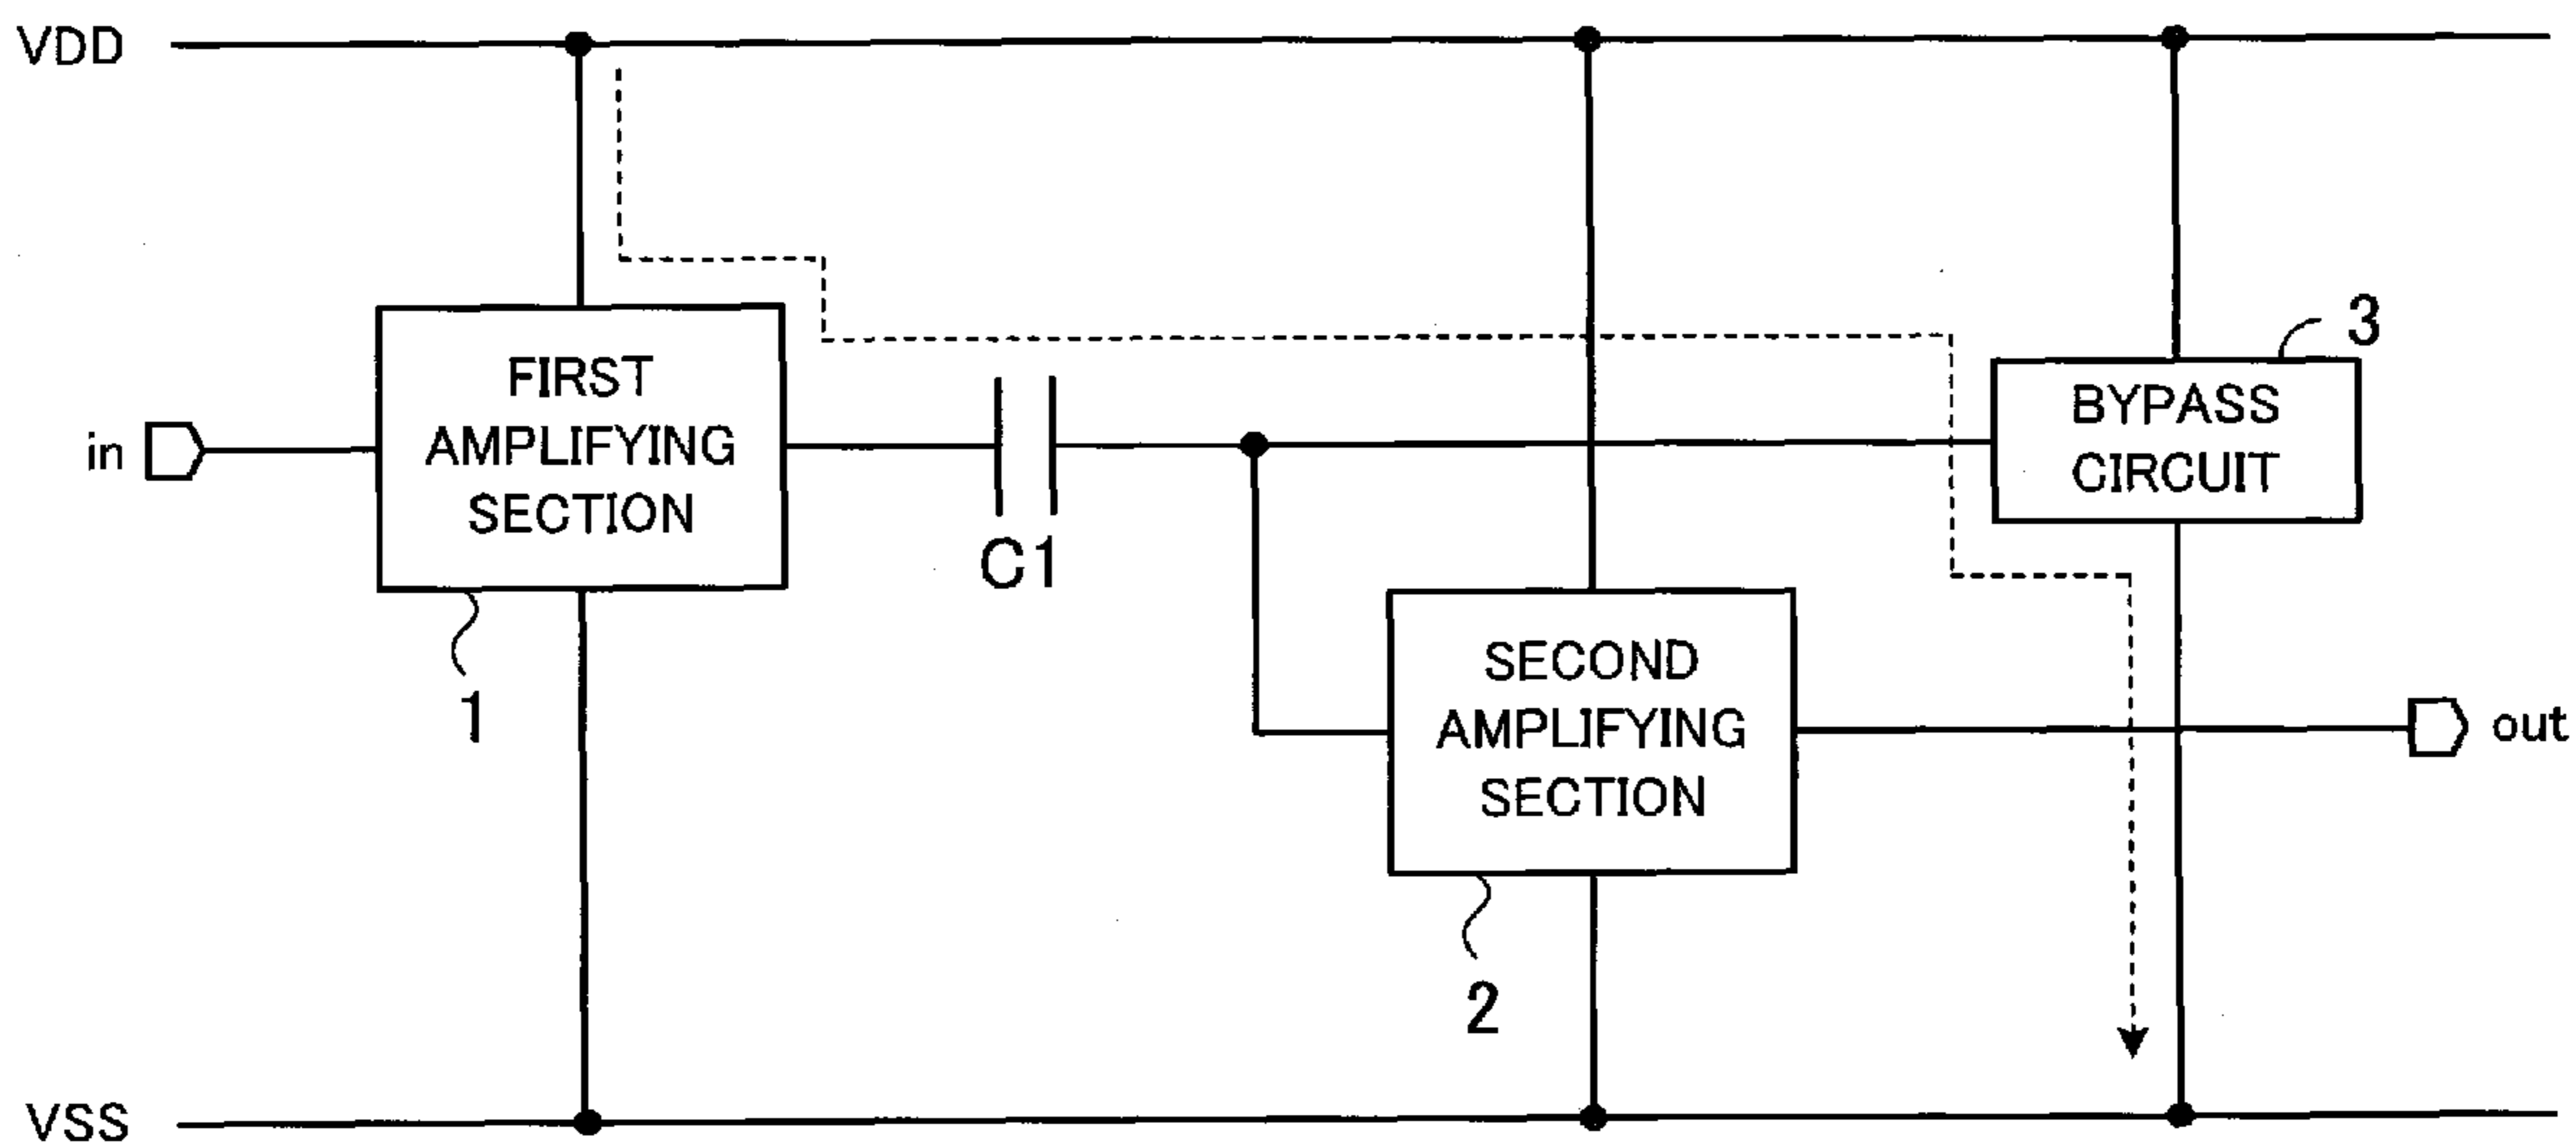 VDD
3
FIRST
AMPLIFYING
SECTION
BYPASS
CIRCUIT
in
C1
SECOND
AMPLIFYING
SECTION
1
out
2
VSS